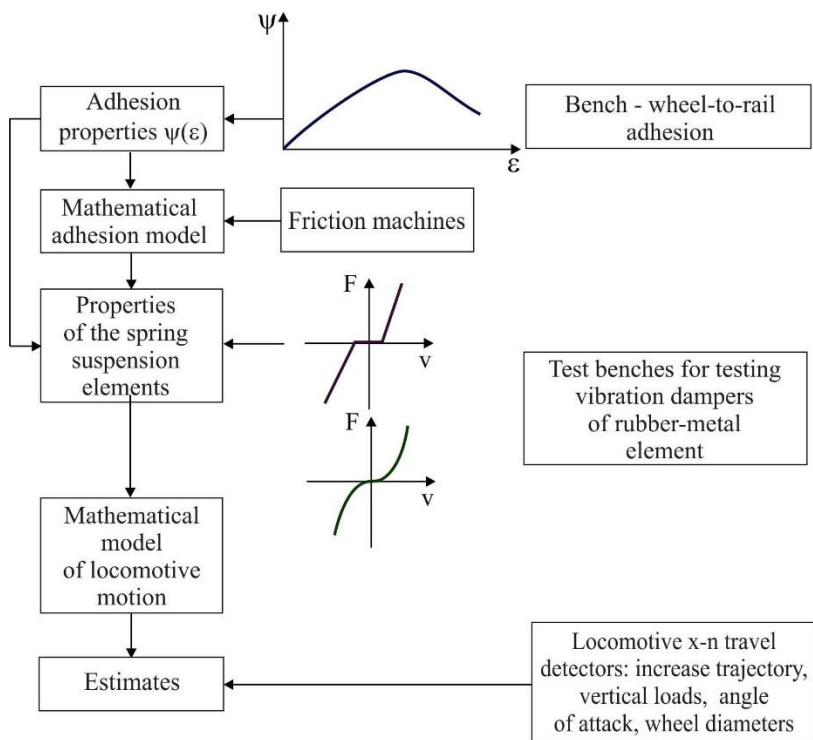 ψ
Adhesion
properties ψ(ε)
ε
Bench - wheel-to-rail
adhesion
Mathematical
adhesion model
Friction machines
Properties
of the spring
suspension
elements
F
v
F
v
Test benches for testing
vibration dampers
of rubber-metal
element
Mathematical
model
of locomotive
motion
Estimates
Locomotive x-n travel
detectors: increase trajectory,
vertical loads, angle
of attack, wheel diameters